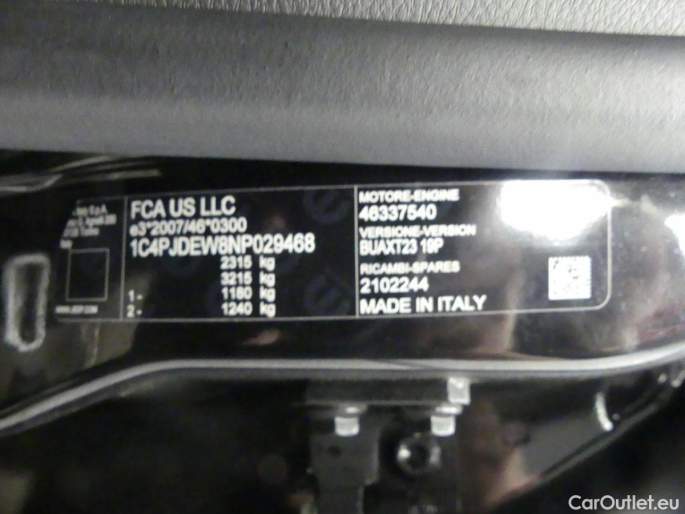 FCA US LLC
e3*2007/46*0300
1C4PJDEW8NP029468
2315 kg
3215 kg
1- 1160 kg
2- 1240 kg
MOTORE-ENGINE
46337540
VERSIONE-VERSION
BUAXT23 19P
RICAMBI-SPARES
2102244
MADE IN ITALY
CarOutlet.eu